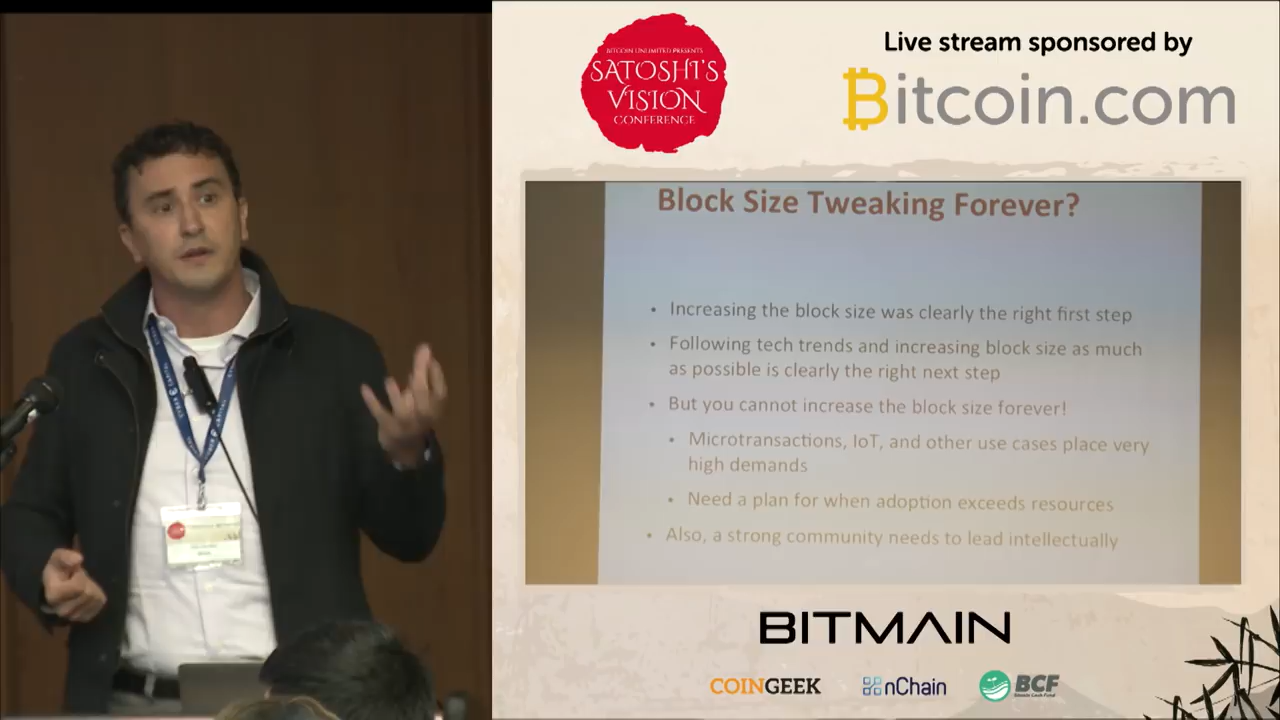 BITCOIN UNLIMITED PRESENTS
SATOSHI'S
VISION
CONFERENCE
Live stream sponsored by
Bitcoin.com
Block Size Tweaking Forever?
• Increasing the block size was clearly the right first step
• Following tech trends and increasing block size as much
as possible is clearly the right next step
• But you cannot increase the block size forever!
• Microtransactions, IoT, and other use cases place very
high demands
• Need a plan for when adoption exceeds resources
• Also, a strong community needs to lead intellectually
BITMAIN
COINGEEK
nChain
BCF